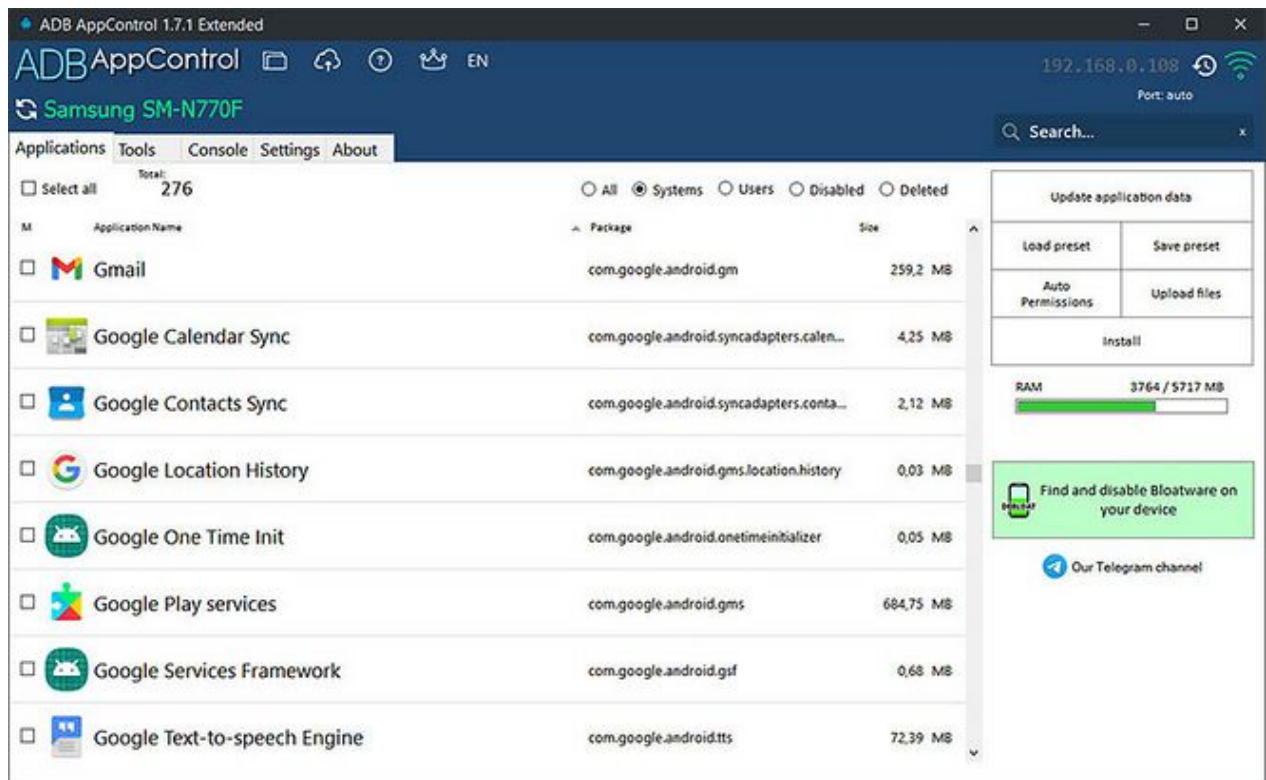 ADB AppControl 1.7.1 Extended
ADB AppControl EN
192.168.0.108
Port: auto
Samsung SM-N770F
Search... x
Applications Tools Console Settings About
Select all Total: 276
All Systems Users Disabled Deleted
M Application Name Package Size
Gmail com.google.android.gm 259,2 MB
Google Calendar Sync com.google.android.syncadapters.calen... 4,25 MB
Google Contacts Sync com.google.android.syncadapters.conta... 2,12 MB
Google Location History com.google.android.gms.location.history 0,03 MB
Google One Time Init com.google.android.onetimeinitializer 0,05 MB
Google Play services com.google.android.gms 684,75 MB
Google Services Framework com.google.android.gsf 0,68 MB
Google Text-to-speech Engine com.google.android.tts 72,39 MB
Update application data
Load preset Save preset
Auto
Permissions
Upload files
Install
RAM 3764 / 5717 MB
DEBLOAT
Find and disable Bloatware on
your device
Our Telegram channel